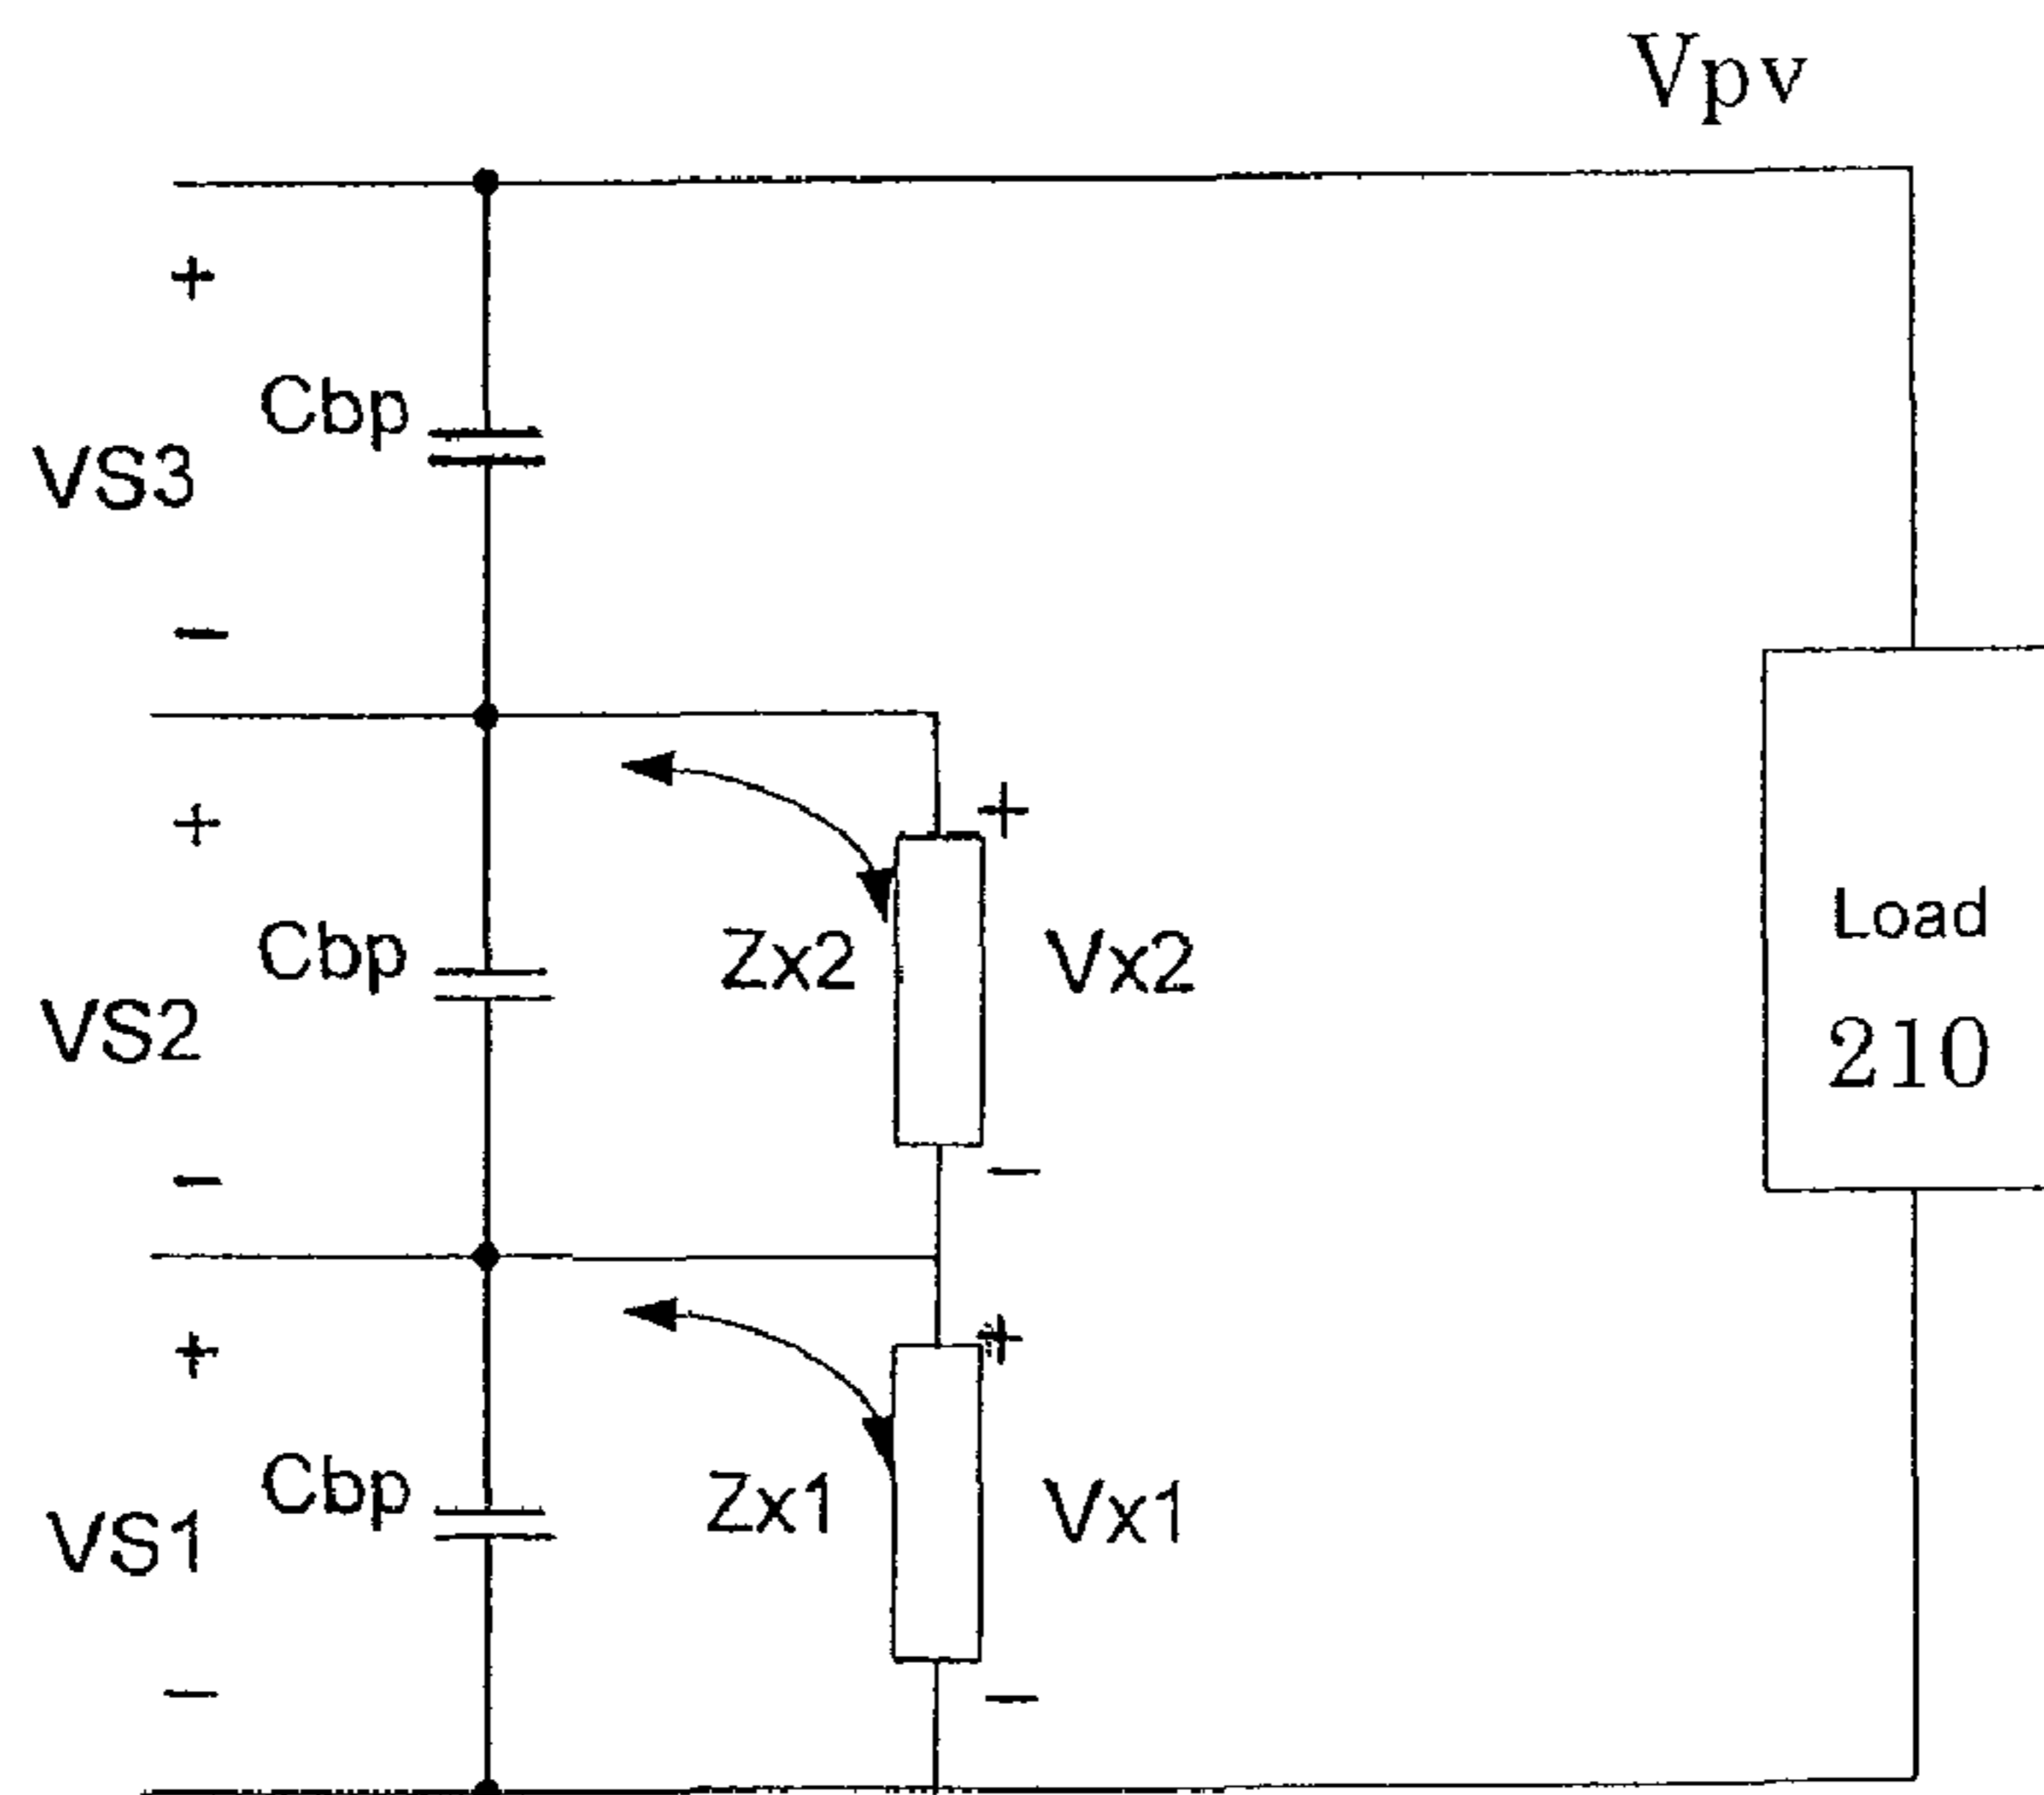 Vpv
+
Cbp
VS3
−
+
+
Cbp
Zx2
Vx2
Load
VS2
210
−
−
+
+
Cbp
Zx1
Vx1
VS1
−
−